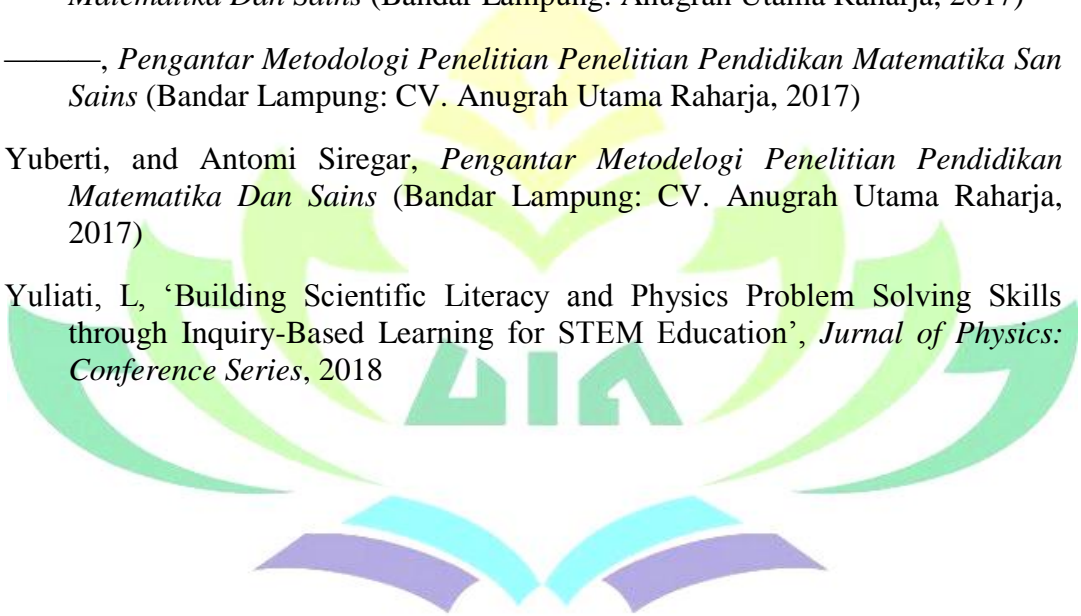 Matematika Dan Sains (Bandar Lampung: Anugrah Utama Raharja, 2017)
———, Pengantar Metodologi Penelitian Penelitian Pendidikan Matematika San
Sains (Bandar Lampung: CV. Anugrah Utama Raharja, 2017)
Yuberti, and Antomi Siregar, Pengantar Metodelogi Penelitian Pendidikan
Matematika Dan Sains (Bandar Lampung: CV. Anugrah Utama Raharja,
2017)
Yuliati, L, ‘Building Scientific Literacy and Physics Problem Solving Skills
through Inquiry-Based Learning for STEM Education’, Jurnal of Physics:
Conference Series, 2018
UIN